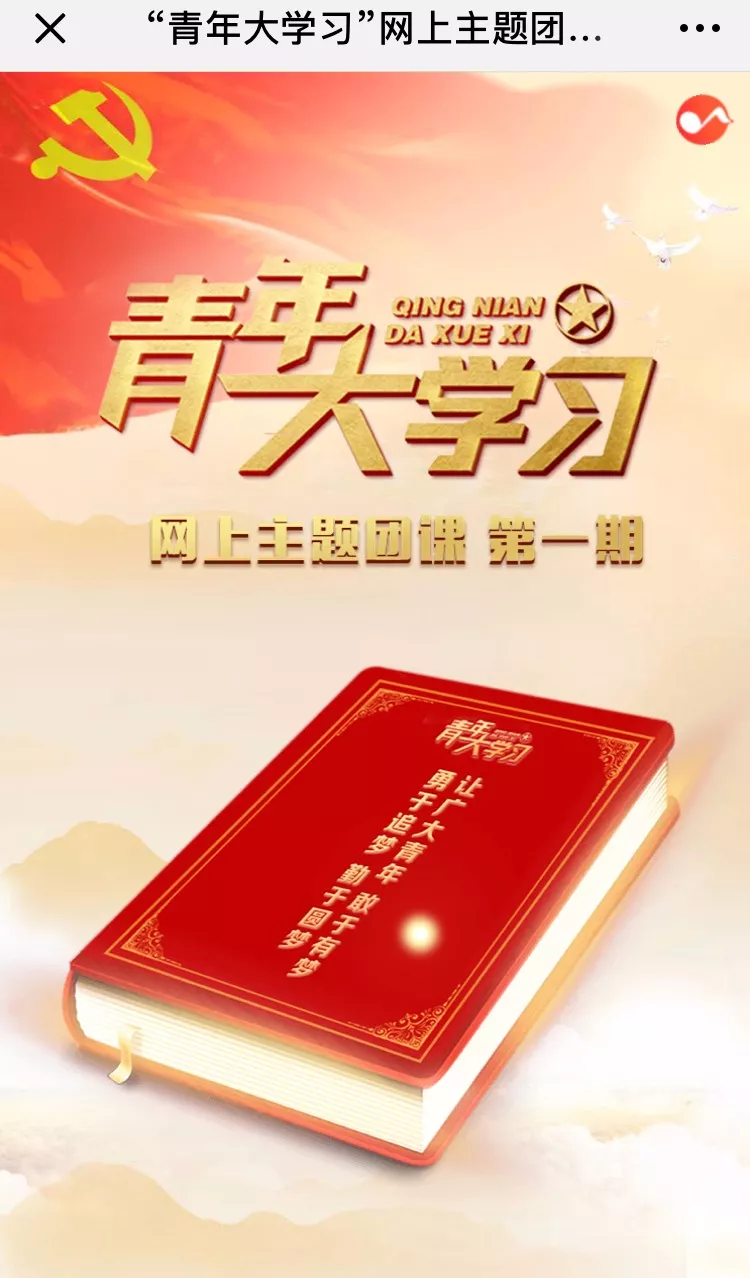 “青年大学习”网上主题团...
青年大学习
QING NIAN
DA XUE XI
网上主题团课 第一期
青年大学习
让广大青年 敢于有梦
勇于追梦 勤于圆梦